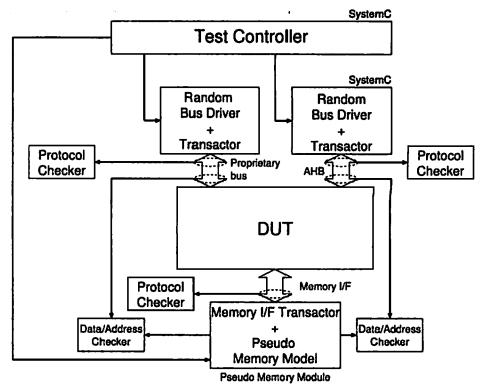 SystemC
Test Controller
SystemC
Random
Bus Driver
+
Transactor
Random
Bus Driver
+
Transactor
Protocol
Checker
Proprietary
bus
AHB
Protocol
Checker
DUT
Protocol
Checker
Memory I/F
Data/Address
Checker
Memory I/F Transactor
+
Pseudo
Memory Model
Data/Address
Checker
Pseudo Memory Module